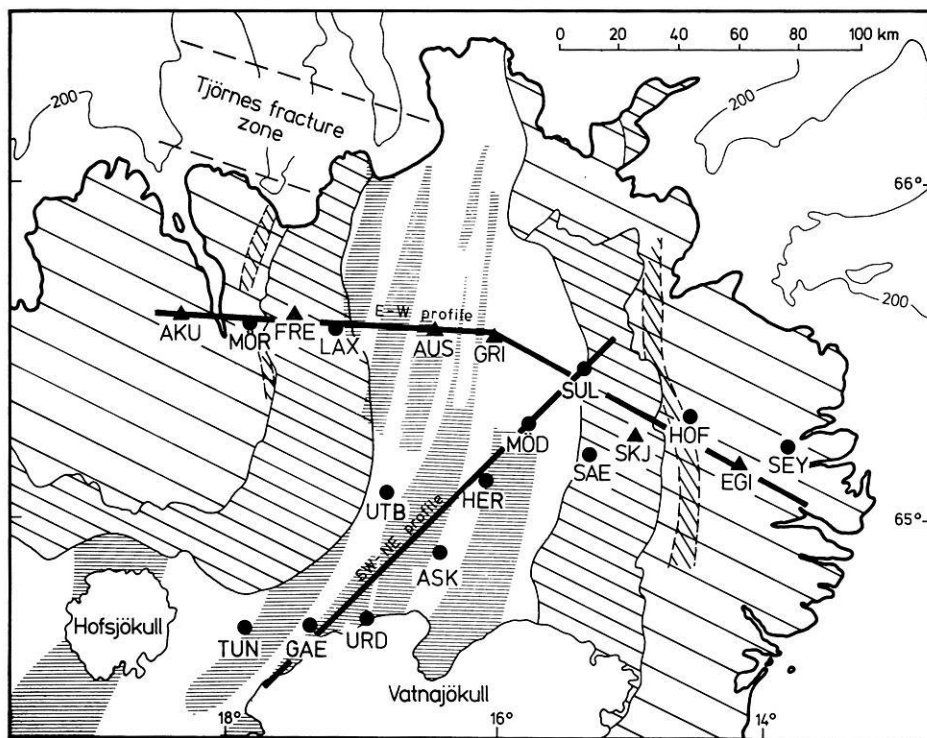 0 20 40 60 80 100 km
200
200
Tjörnes fracture
zone
66°
200
E-W profile
AKU
MÖR
FRE
LAX
AUS
GRI
SUL
MÖD
HOF
SKJ
SAE
SEY
EGI
UTB
HER
65°
SW-NE profile
ASK
Hofsjökull
TUN
GAE
URD
Vatnajökull
18°
16°
14°